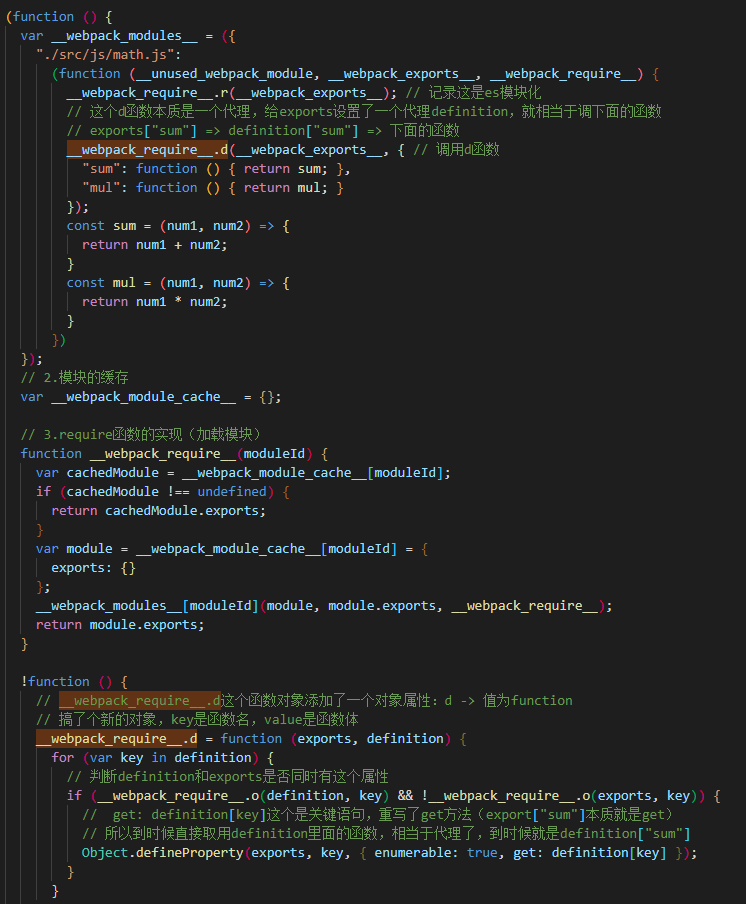 (function () {
  var __webpack_modules__ = ({
    "./src/js/math.js":
      (function (__unused_webpack_module, __webpack_exports__, __webpack_require__) {
        __webpack_require__.r(__webpack_exports__); // 记录这是es模块化
        // 这个d函数本质是一个代理，给exports设置了一个代理definition，就相当于调下面的函数
        // exports["sum"] => definition["sum"] => 下面的函数
        __webpack_require__.d(__webpack_exports__, { // 调用d函数
          "sum": function () { return sum; },
          "mul": function () { return mul; }
        });
        const sum = (num1, num2) => {
          return num1 + num2;
        }
        const mul = (num1, num2) => {
          return num1 * num2;
        }
      })
  });
  // 2.模块的缓存
  var __webpack_module_cache__ = {};

  // 3.require函数的实现（加载模块）
  function __webpack_require__(moduleId) {
    var cachedModule = __webpack_module_cache__[moduleId];
    if (cachedModule !== undefined) {
      return cachedModule.exports;
    }
    var module = __webpack_module_cache__[moduleId] = {
      exports: {}
    };
    __webpack_modules__[moduleId](module, module.exports, __webpack_require__);
    return module.exports;
  }

  !function () {
    // __webpack_require__.d这个函数对象添加了一个对象属性：d -> 值为function
    // 搞了个新的对象，key是函数名，value是函数体
    __webpack_require__.d = function (exports, definition) {
      for (var key in definition) {
        // 判断definition和exports是否同时有这个属性
        if (__webpack_require__.o(definition, key) && !__webpack_require__.o(exports, key)) {
          //  get: definition[key]这个是关键语句，重写了get方法（export["sum"]本质就是get）
          // 所以到时候直接取用definition里面的函数，相当于代理了，到时候就是definition["sum"]
          Object.defineProperty(exports, key, { enumerable: true, get: definition[key] });
        }
      }